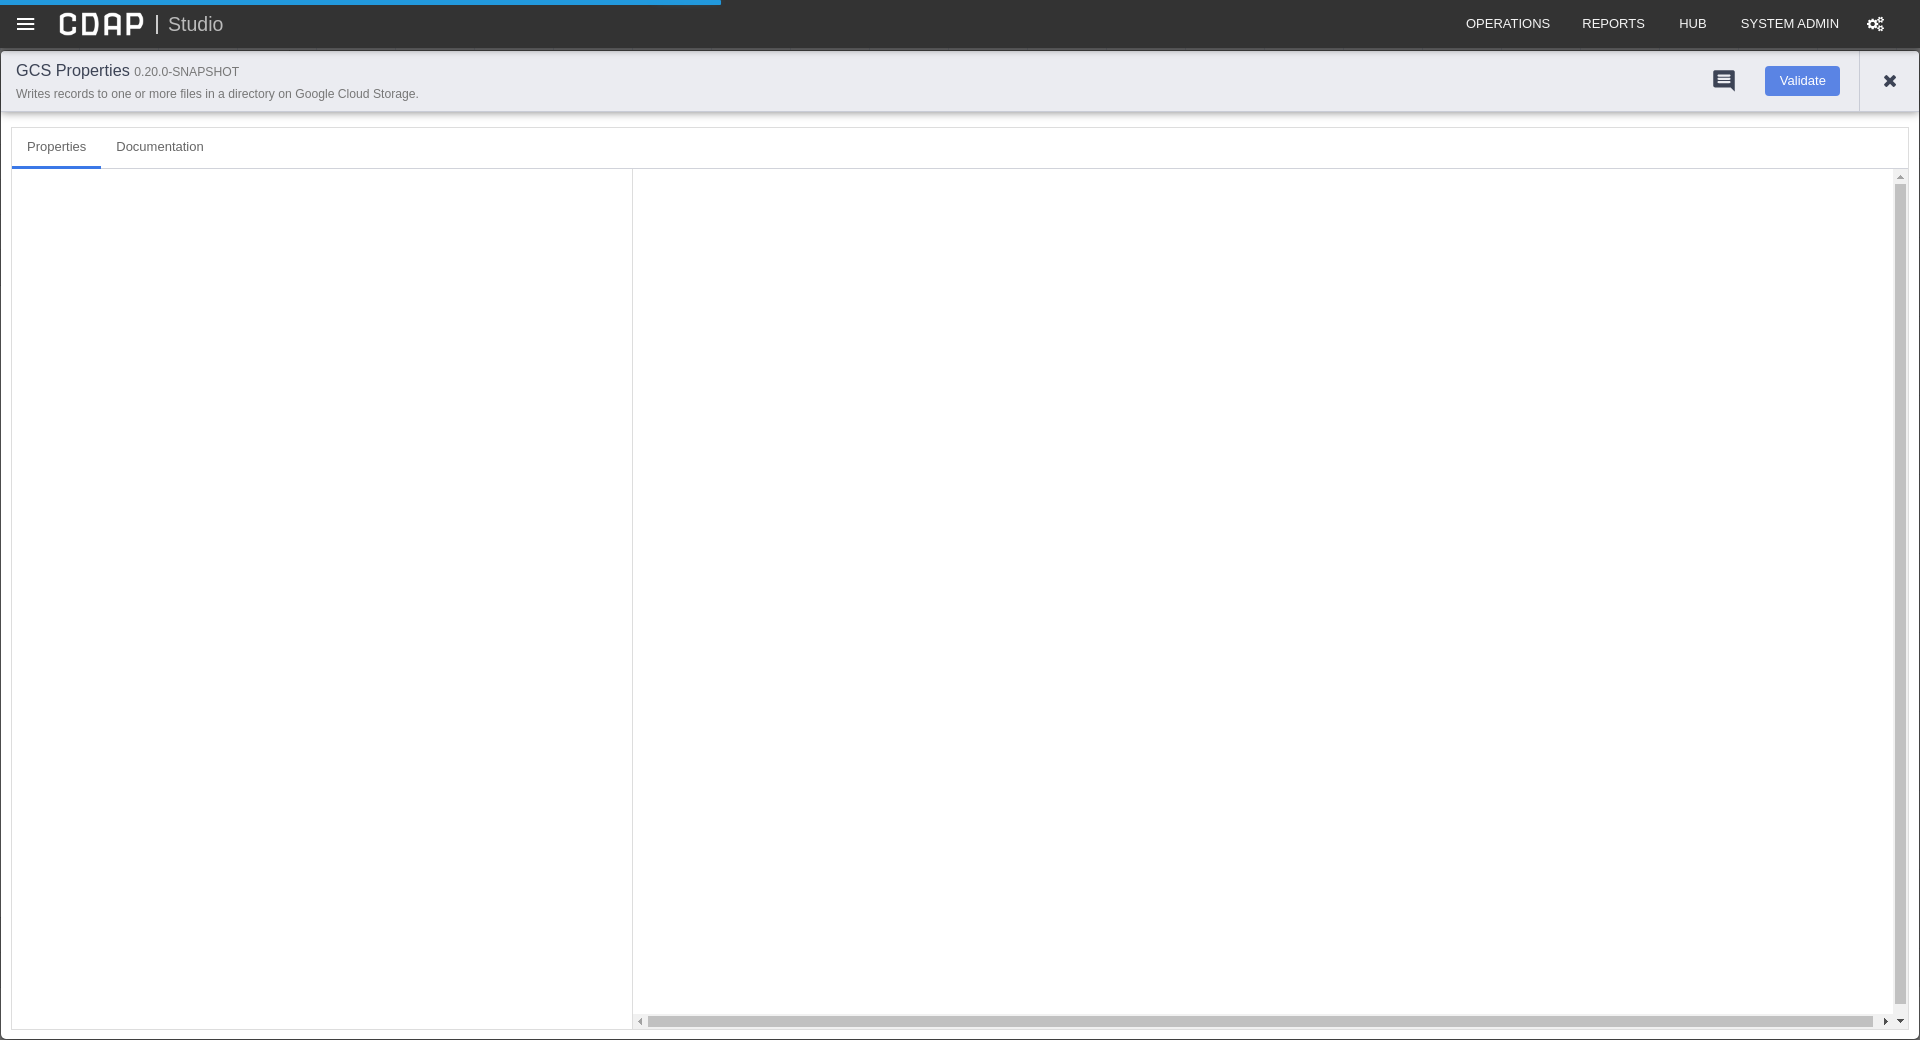 CDAP | Studio
OPERATIONS REPORTS HUB SYSTEM ADMIN
GCS Properties 0.20.0-SNAPSHOT
Writes records to one or more files in a directory on Google Cloud Storage.
Validate
Properties Documentation